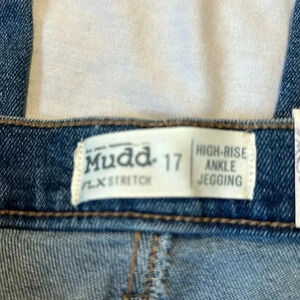 Mudd.
FLX STRETCH
17
HIGH-RISE
ANKLE
JEGGING